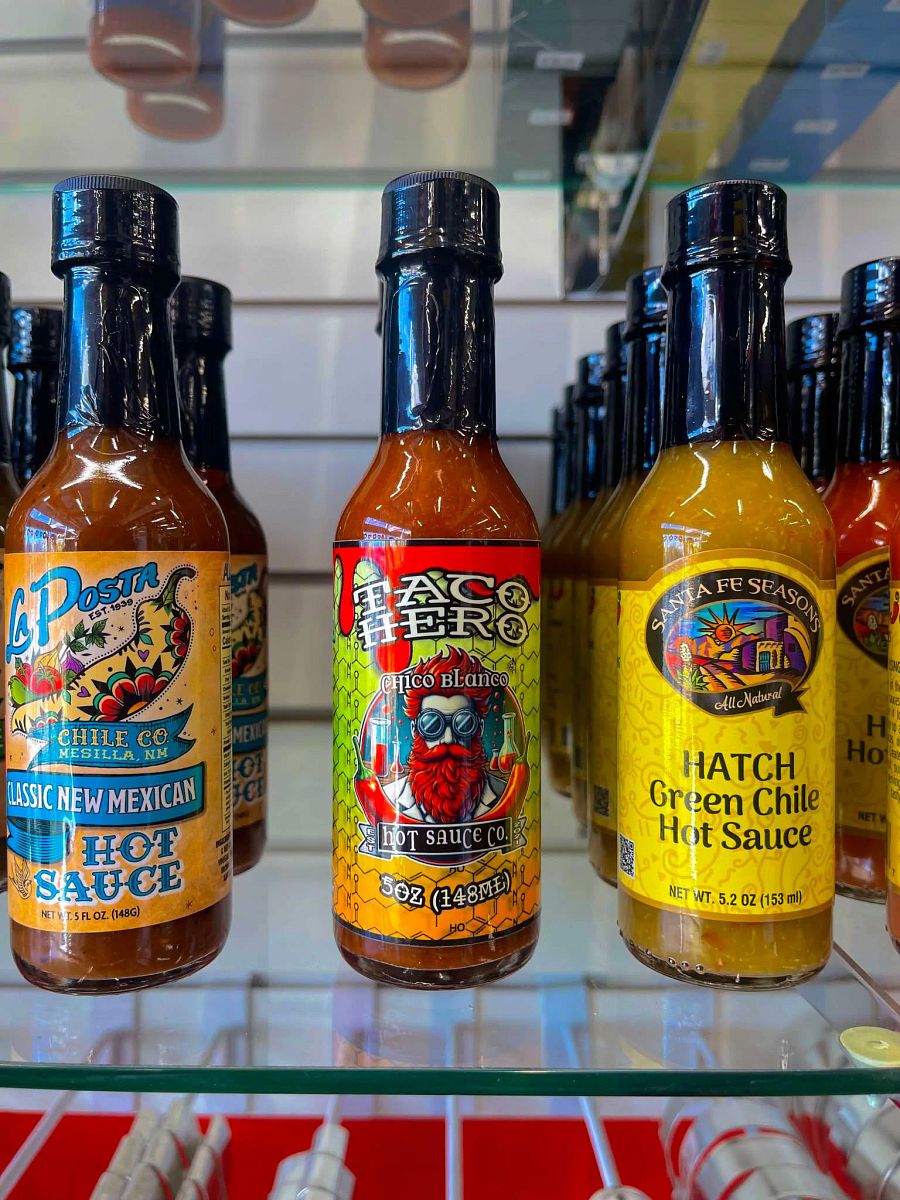 La Posta
EST. 1939
CHILE CO.
MESILLA, NM
CLASSIC NEW MEXICAN
HOT
SAUCE
NET WT. 5 FL OZ. (148G)
TACO
HERO
CHICO BLANCO
HOT SAUCE CO.
5OZ (148ML)
HO
SANTA FE SEASONS
All Natural
HATCH
Green Chile
Hot Sauce
NET WT. 5.2 OZ (153 ml)